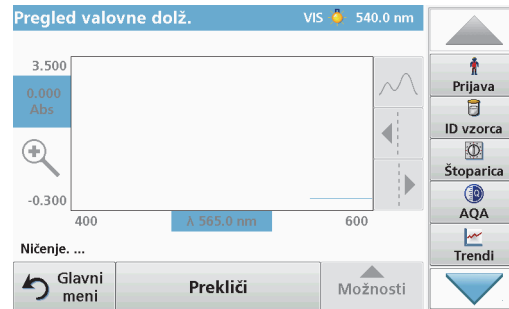 Pregled valovne dolž.
VIS 540.0 nm
3.500
0.000
Abs
-0.300
400
λ 565.0 nm
600
Ničenje. ...
Glavni
meni
Prekliči
Možnosti
Prijava
ID vzorca
Štoparica
AQA
Trendi